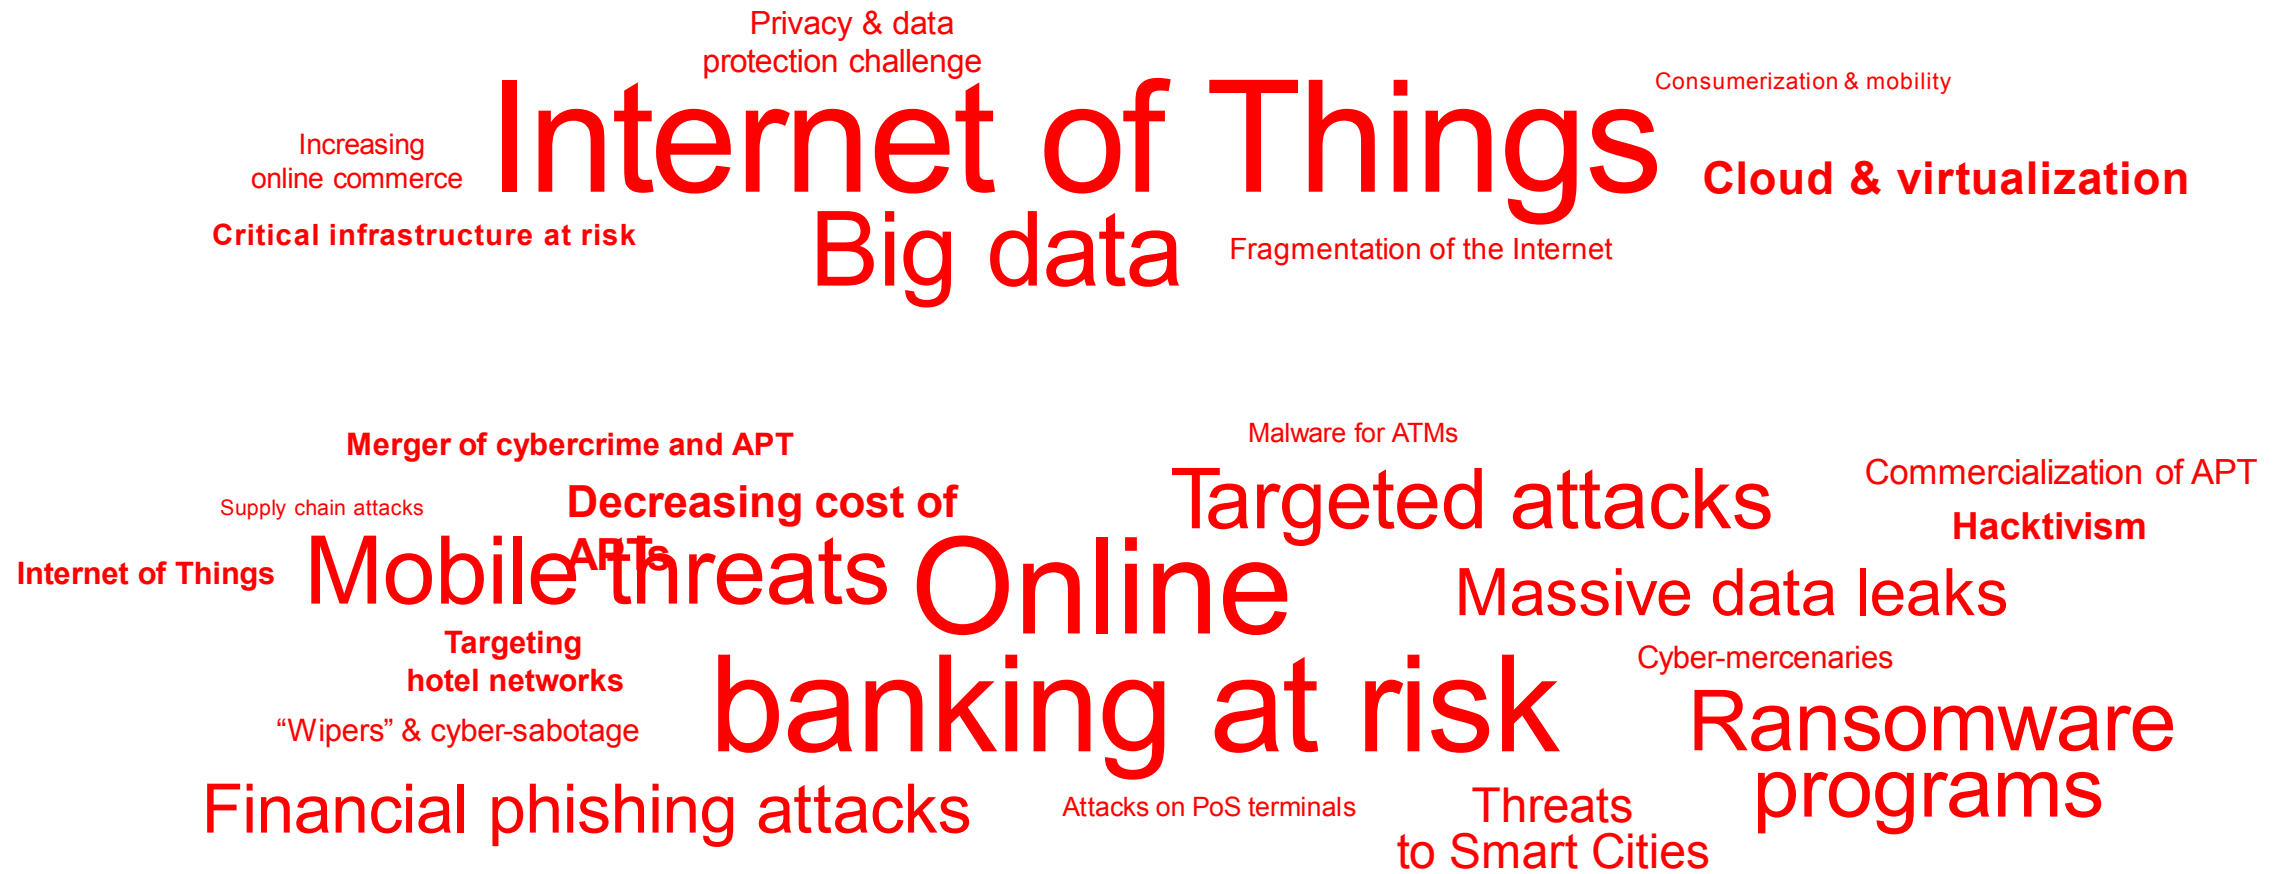 Privacy & data
protection challenge
Internet of Things
Consumerization & mobility
Increasing
online commerce
Cloud & virtualization
Critical infrastructure at risk
Big data
Fragmentation of the Internet
Merger of cybercrime and APT
Malware for ATMs
Commercialization of APT
Supply chain attacks
Decreasing cost of
APTs
Targeted attacks
Hacktivism
Internet of Things
Mobile threats
Online
banking at risk
Massive data leaks
Targeting
hotel networks
Cyber-mercenaries
“Wipers” & cyber-sabotage
Ransomware
programs
Financial phishing attacks
Attacks on PoS terminals
Threats
to Smart Cities